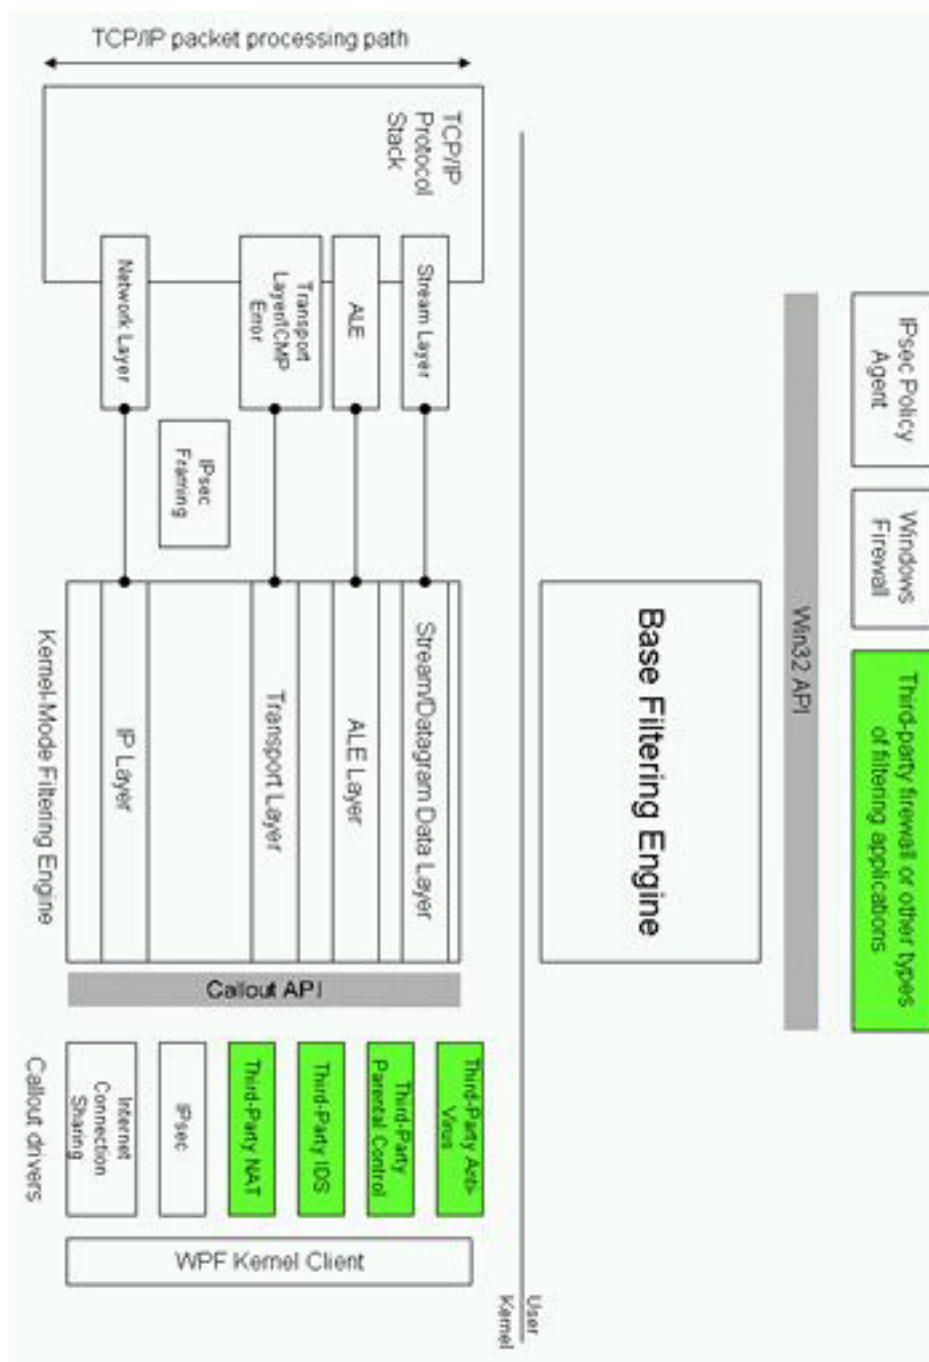 IPsec Policy
Agent
Windows
Firewall
Third-party firewall or other types
of filtering applications
Win32 API
Base Filtering Engine
User
Kernel
TCP/IP packet processing path
TCP/IP
Protocol
Stack
Stream Layer
ALE
Transport
Layer/ICMP
Error
Network Layer
IPsec
Framing
Stream/Datagram Data Layer
ALE Layer
Transport Layer
IP Layer
Kernel-Mode Filtering Engine
Callout API
Third-Party Anti-
Virus
Third-Party
Parental Control
Third-Party IDS
Third-Party NAT
IPsec
Internet
Connection
Sharing
Callout drivers
WPF Kernel Client